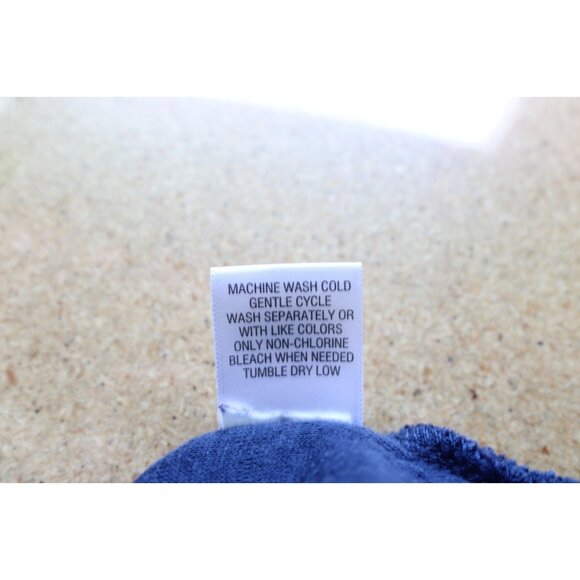 MACHINE WASH COLD
GENTLE CYCLE
WASH SEPARATELY OR
WITH LIKE COLORS
ONLY NON-CHLORINE
BLEACH WHEN NEEDED
TUMBLE DRY LOW